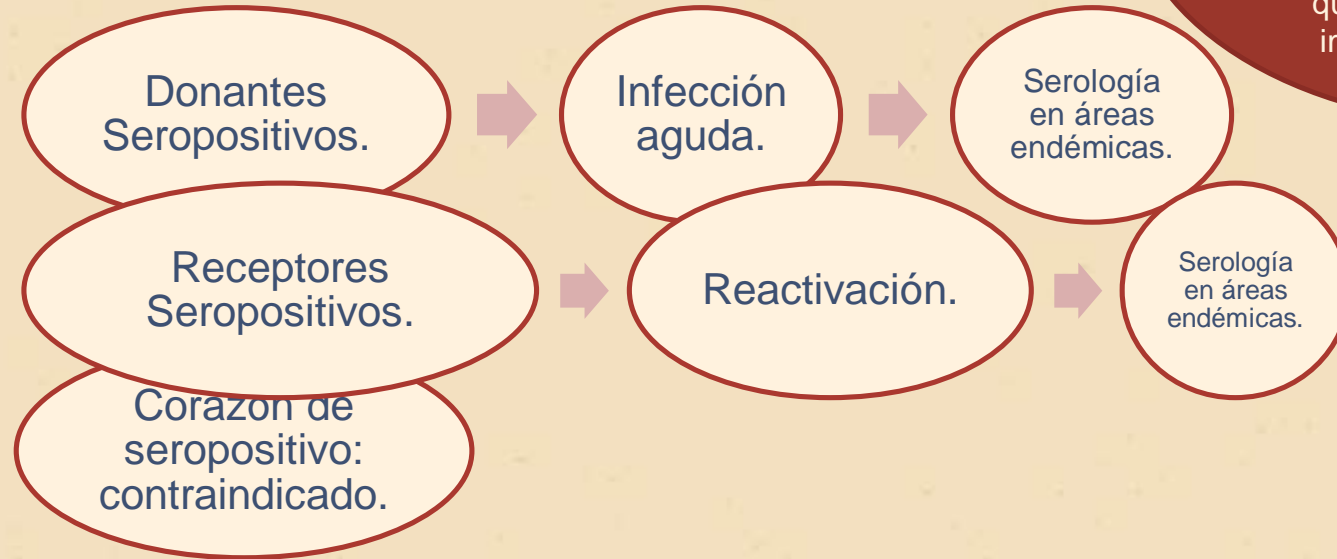 Donantes
Seropositivos.
Infección
aguda.
Serología
en áreas
endémicas.
Receptores
Seropositivos.
Reactivación.
Serología
en áreas
endémicas.
Corazón de
seropositivo:
contraindicado.